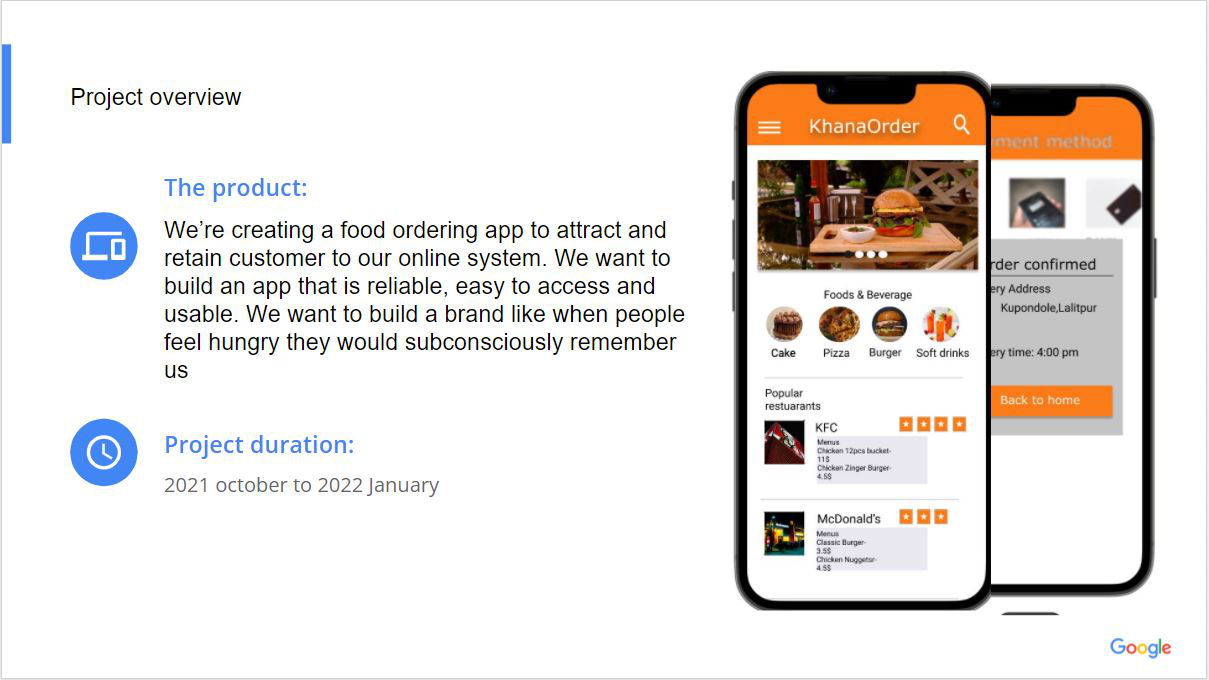 Project overview
The product:
We’re creating a food ordering app to attract and
retain customer to our online system. We want to
build an app that is reliable, easy to access and
usable. We want to build a brand like when people
feel hungry they would subconsciously remember
us
Project duration:
2021 october to 2022 January
KhanaOrder
Foods & Beverage
Cake Pizza Burger Soft drinks
Popular
restuarants
KFC
Menus
Chicken 12pcs bucket-
11$
Chicken Zinger Burger-
4.5$
McDonald's
Menus
Classic Burger-
3.5$
Chicken Nuggetsr-
4.5$
ment method
rder confirmed
ery Address
Kupondole,Lalitpur
ery time: 4:00 pm
Back to home
Google